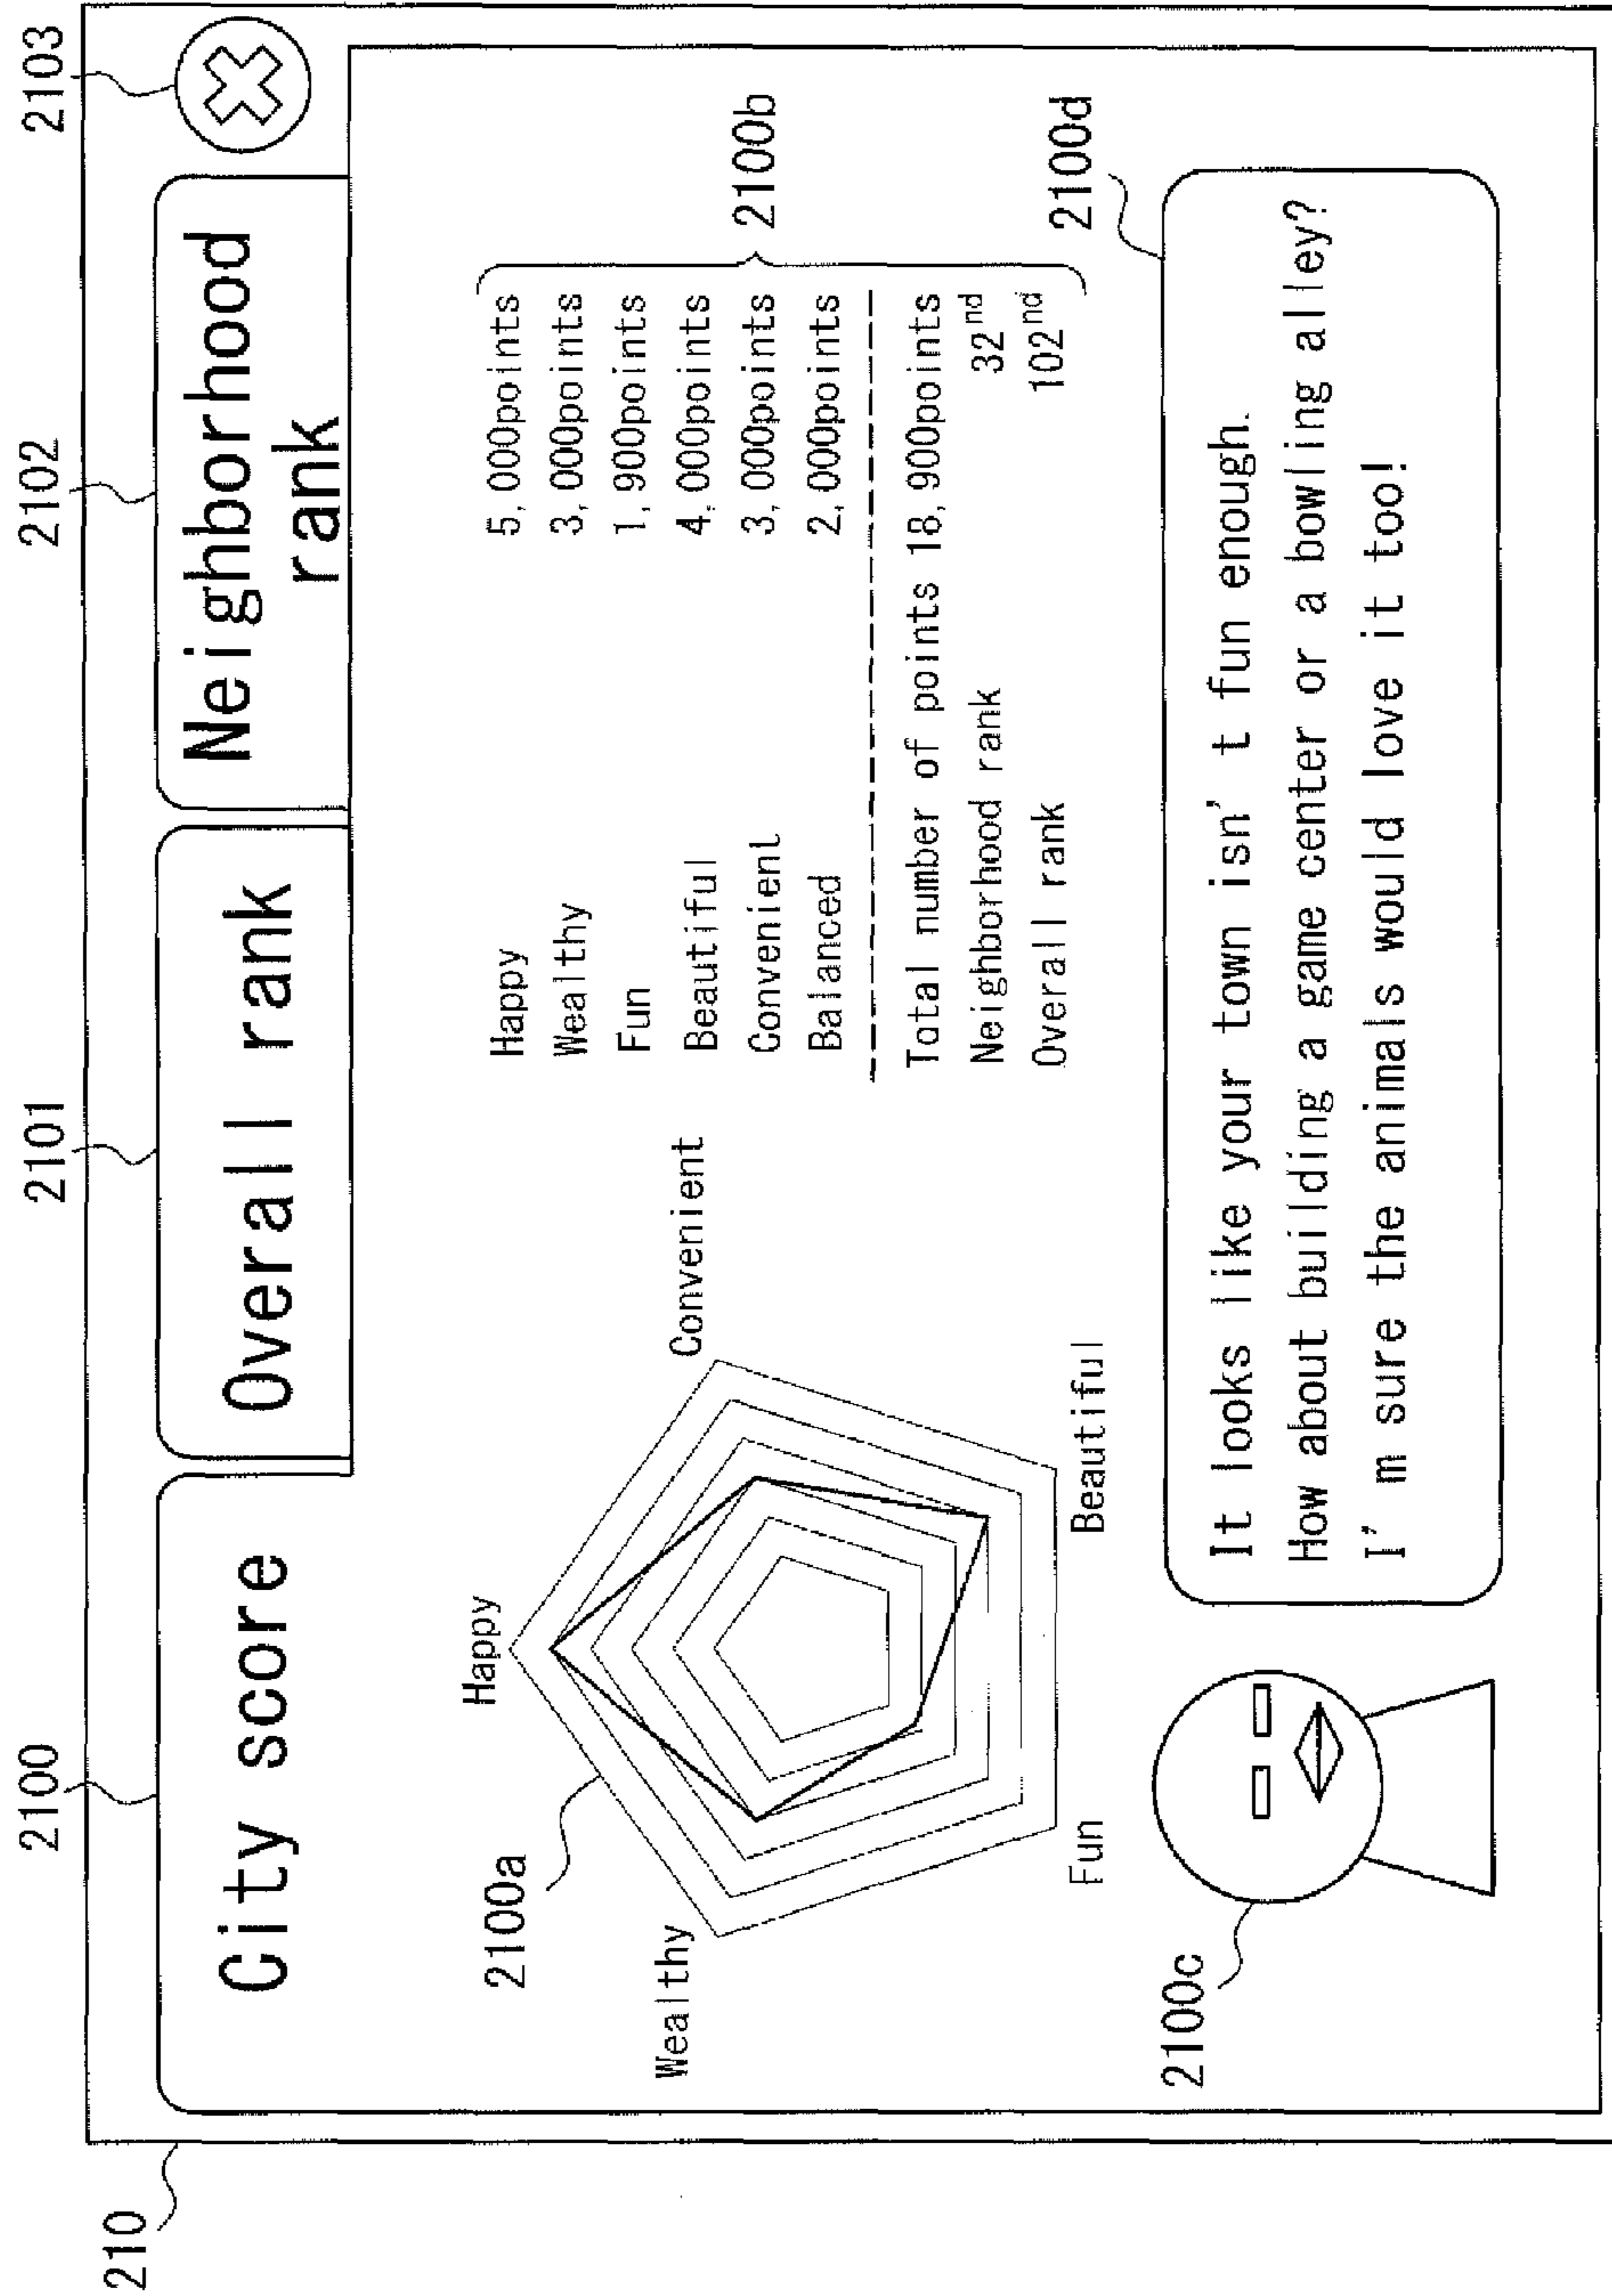 210
2100
2101
2102
2103
City score
Overall rank
Neighborhood
rank
2100a
Happy
Wealthy
Convenient
Fun
Beautiful
Happy 5,000points
Wealthy 3,000points
Fun 1,900points
Beautiful 4,000points
Convenient 3,000points
Balanced 2,000points
Total number of points 18,900points
Neighborhood rank 32nd
Overall rank 102nd
2100b
2100c
2100d
It looks like your town isn't fun enough.
How about building a game center or a bowling alley?
I'm sure the animals would love it too!